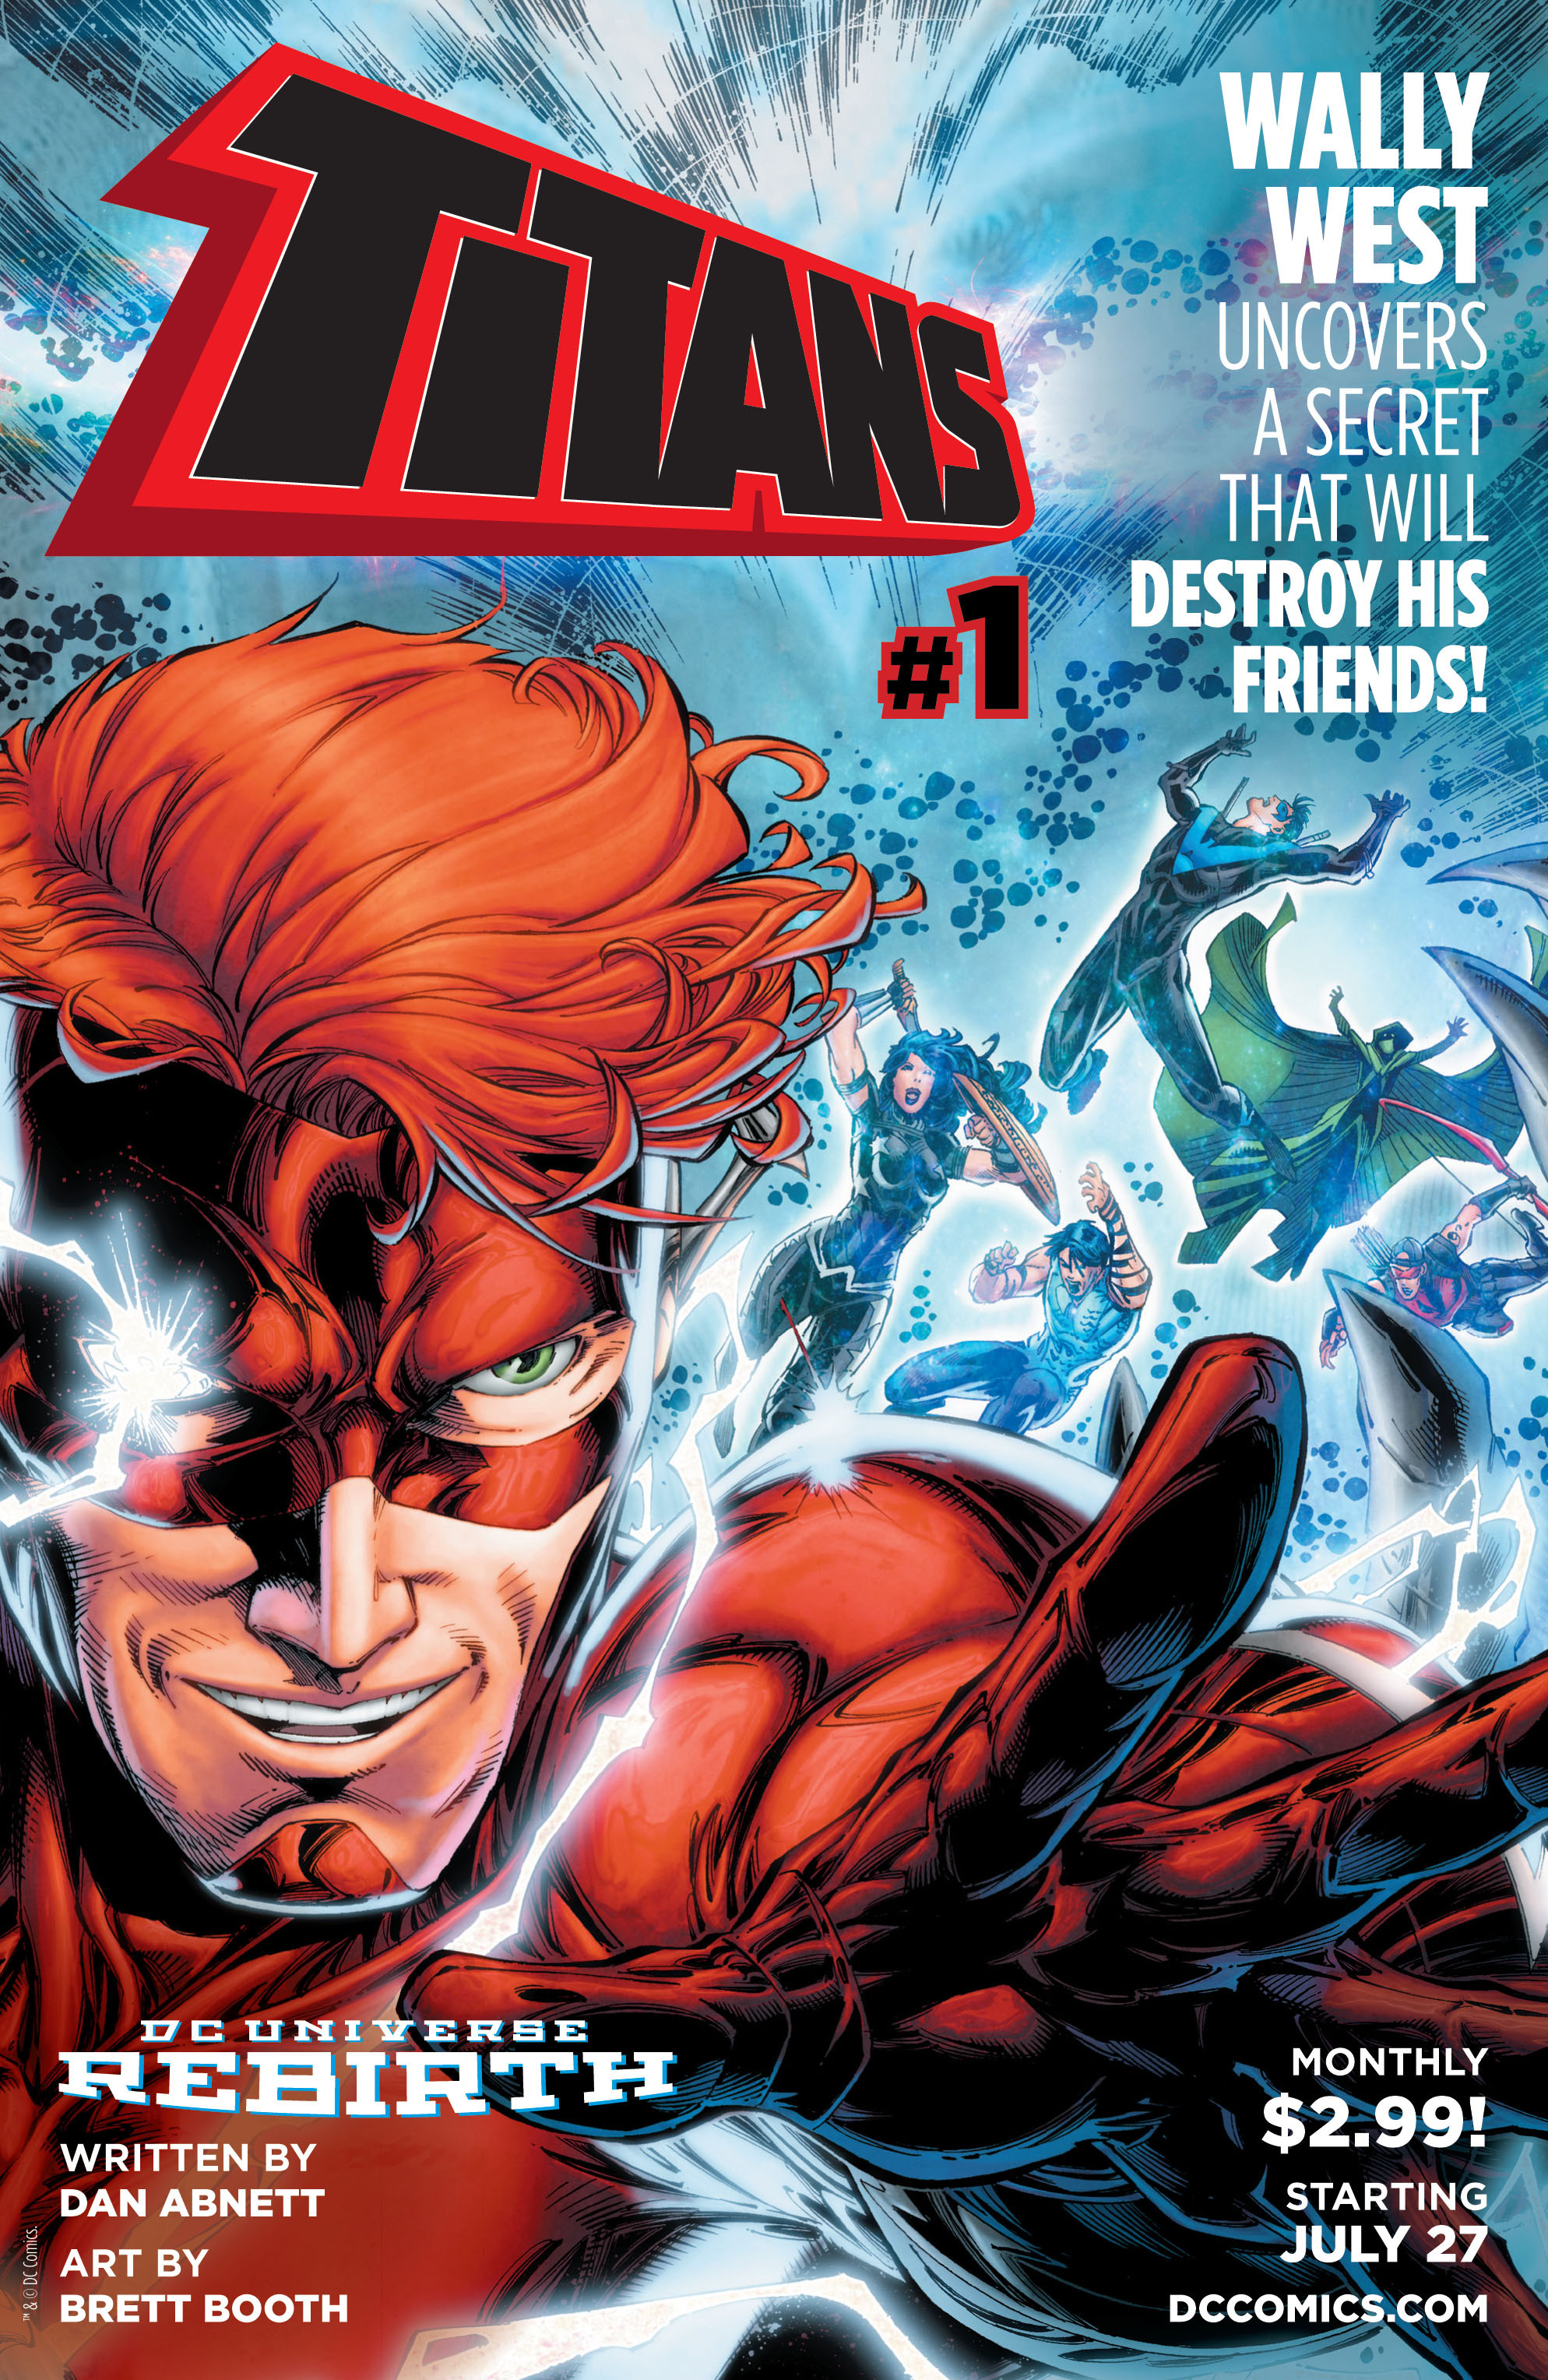 TITANS
#1
WALLY
WEST
UNCOVERS
A SECRET
THAT WILL
DESTROY HIS
FRIENDS!
DC UNIVERSE
REBIRTH
WRITTEN BY
DAN ABNETT
ART BY
BRETT BOOTH
™ & © DC Comics.
MONTHLY
$2.99!
STARTING
JULY 27
DCCOMICS.COM